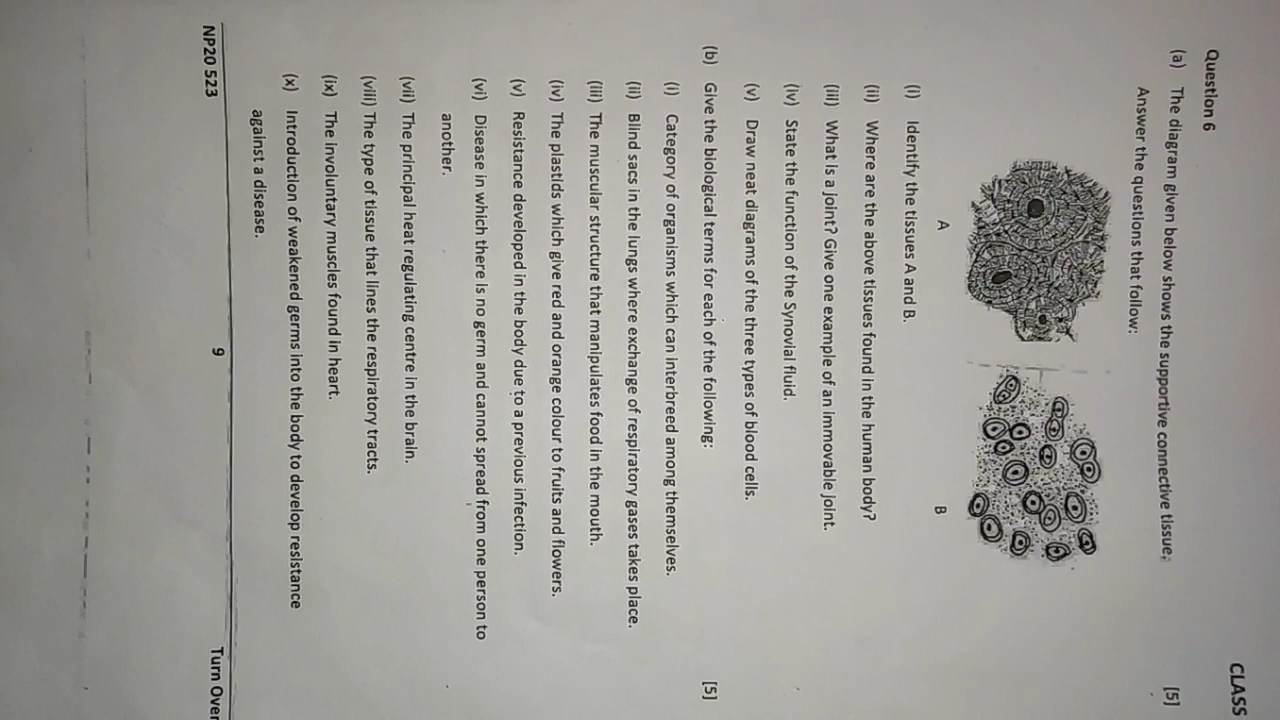 CLASS
Question 6
(a) The diagram given below shows the supportive connective tissue. [5]
Answer the questions that follow:
A B
(i) Identify the tissues A and B.
(ii) Where are the above tissues found in the human body?
(iii) What is a joint? Give one example of an immovable joint.
(iv) State the function of the Synovial fluid.
(v) Draw neat diagrams of the three types of blood cells.
(b) Give the biological terms for each of the following: [5]
(i) Category of organisms which can interbreed among themselves.
(ii) Blind sacs in the lungs where exchange of respiratory gases takes place.
(iii) The muscular structure that manipulates food in the mouth.
(iv) The plastids which give red and orange colour to fruits and flowers.
(v) Resistance developed in the body due to a previous infection.
(vi) Disease in which there is no germ and cannot spread from one person to
another.
(vii) The principal heat regulating centre in the brain.
(viii) The type of tissue that lines the respiratory tracts.
(ix) The involuntary muscles found in heart.
(x) Introduction of weakened germs into the body to develop resistance
against a disease.
NP20 523 9 Turn Over